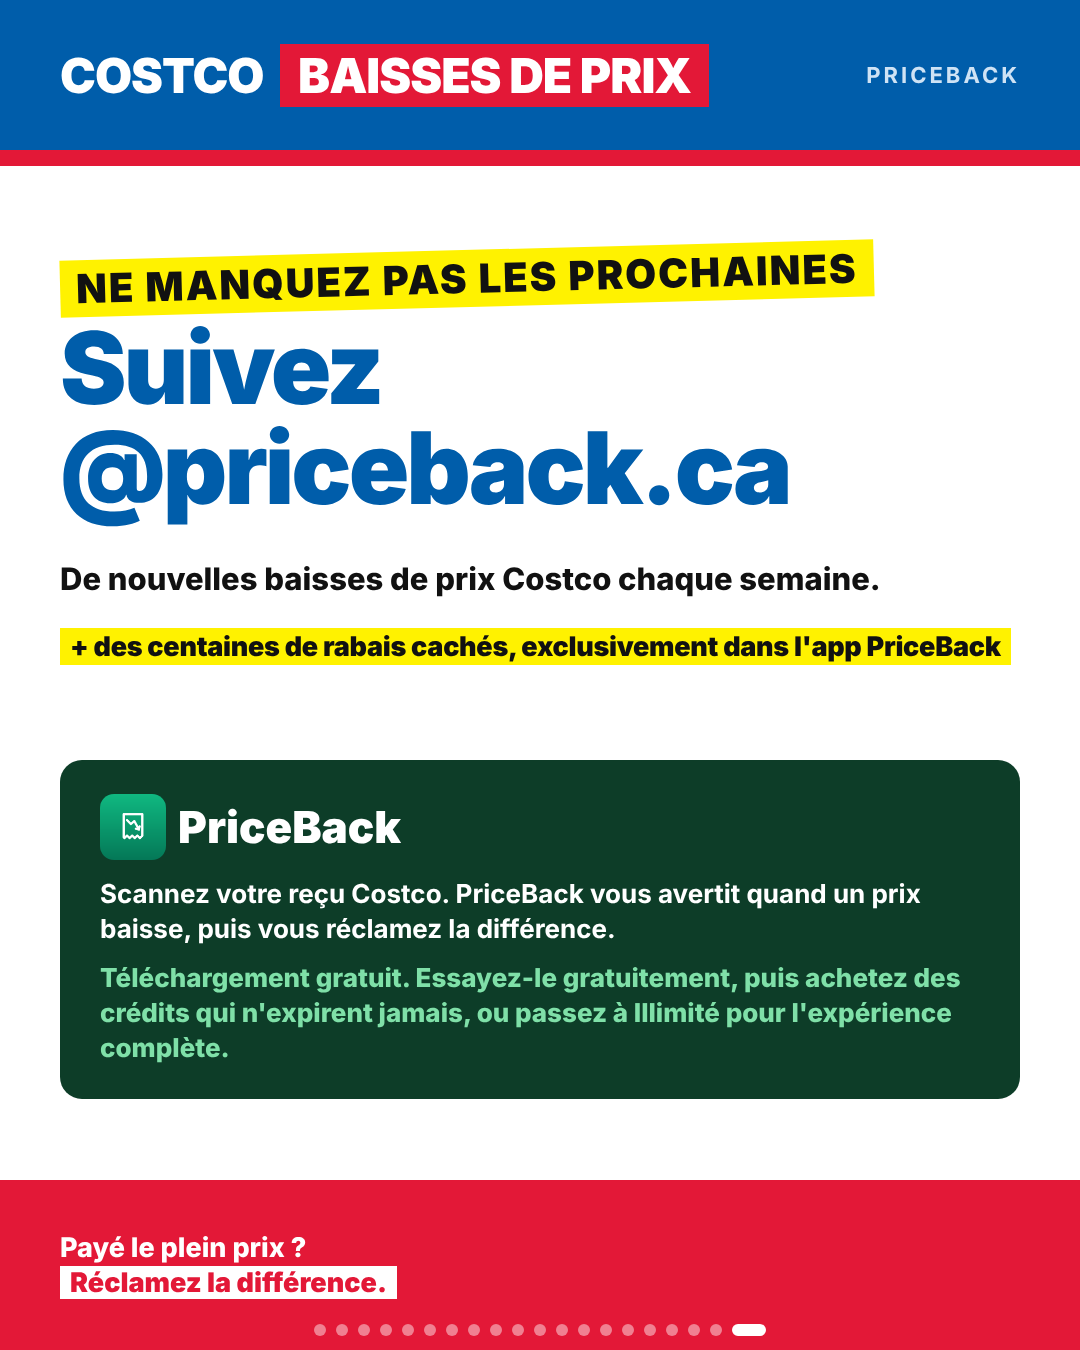 COSTCO BAISSES DE PRIX
PRICEBACK
NE MANQUEZ PAS LES PROCHAINES
Suivez
@priceback.ca
De nouvelles baisses de prix Costco chaque semaine.
+ des centaines de rabais cachés, exclusivement dans l'app PriceBack
PriceBack
Scannez votre reçu Costco. PriceBack vous avertit quand un prix
baisse, puis vous réclamez la différence.
Téléchargement gratuit. Essayez-le gratuitement, puis achetez des
crédits qui n'expirent jamais, ou passez à Illimité pour l'expérience
complète.
Payé le plein prix ?
Réclamez la différence.